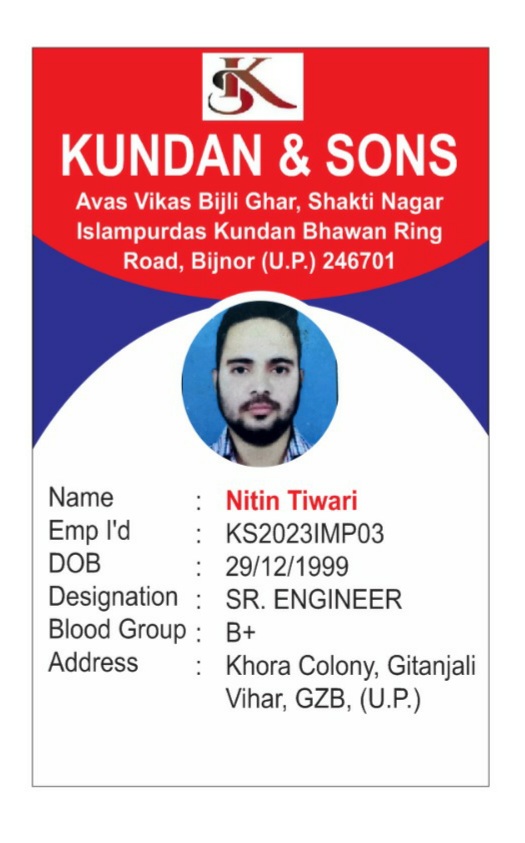 KUNDAN & SONS
Avas Vikas Bijli Ghar, Shakti Nagar
Islampurdas Kundan Bhawan Ring
Road, Bijnor (U.P.) 246701
Name : Nitin Tiwari
Emp I'd : KS2023IMP03
DOB : 29/12/1999
Designation : SR. ENGINEER
Blood Group : B+
Address : Khora Colony, Gitanjali
Vihar, GZB, (U.P.)